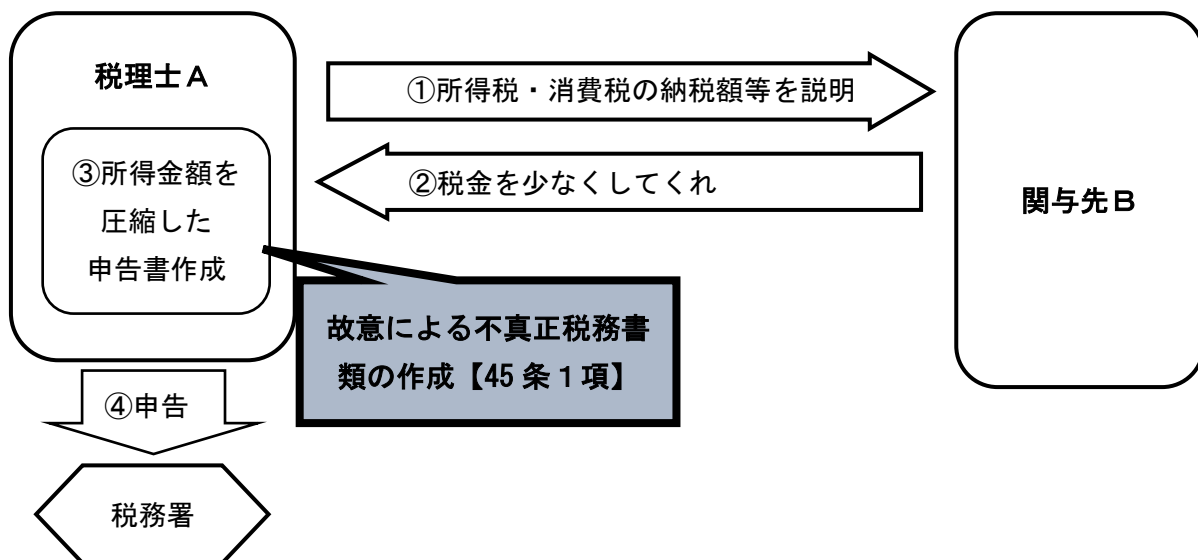 税理士A
①所得税・消費税の納税額等を説明
②税金を少なくしてくれ
関与先B
③所得金額を
圧縮した
申告書作成
故意による不真正税務書
類の作成【45条1項】
④申告
税務署